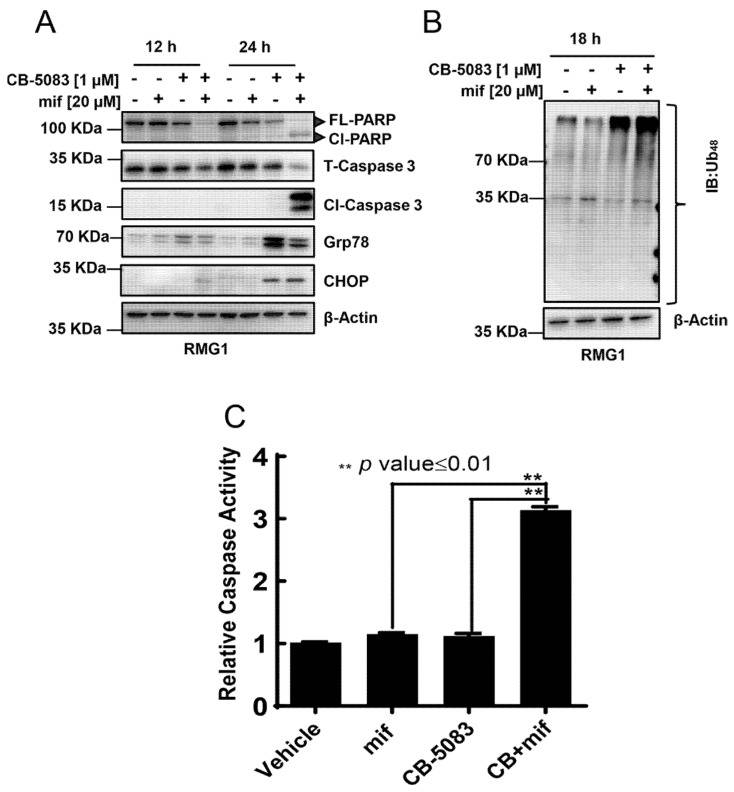 A
12 h 24 h
CB-5083 [1 µM] - - + + - - + +
mif [20 µM] - + - + - + - +
100 KDa
FL-PARP
Cl-PARP
35 KDa
T-Caspase 3
15 KDa
Cl-Caspase 3
70 KDa
Grp78
35 KDa
CHOP
35 KDa
β-Actin
RMG1
B
18 h
CB-5083 [1 µM] - - + +
mif [20 µM] - + - +
70 KDa
35 KDa
IB:Ub48
35 KDa
β-Actin
RMG1
C
Relative Caspase Activity
4
3
2
1
0
** p value≤0.01
**
**
Vehicle
mif
CB-5083
CB+mif